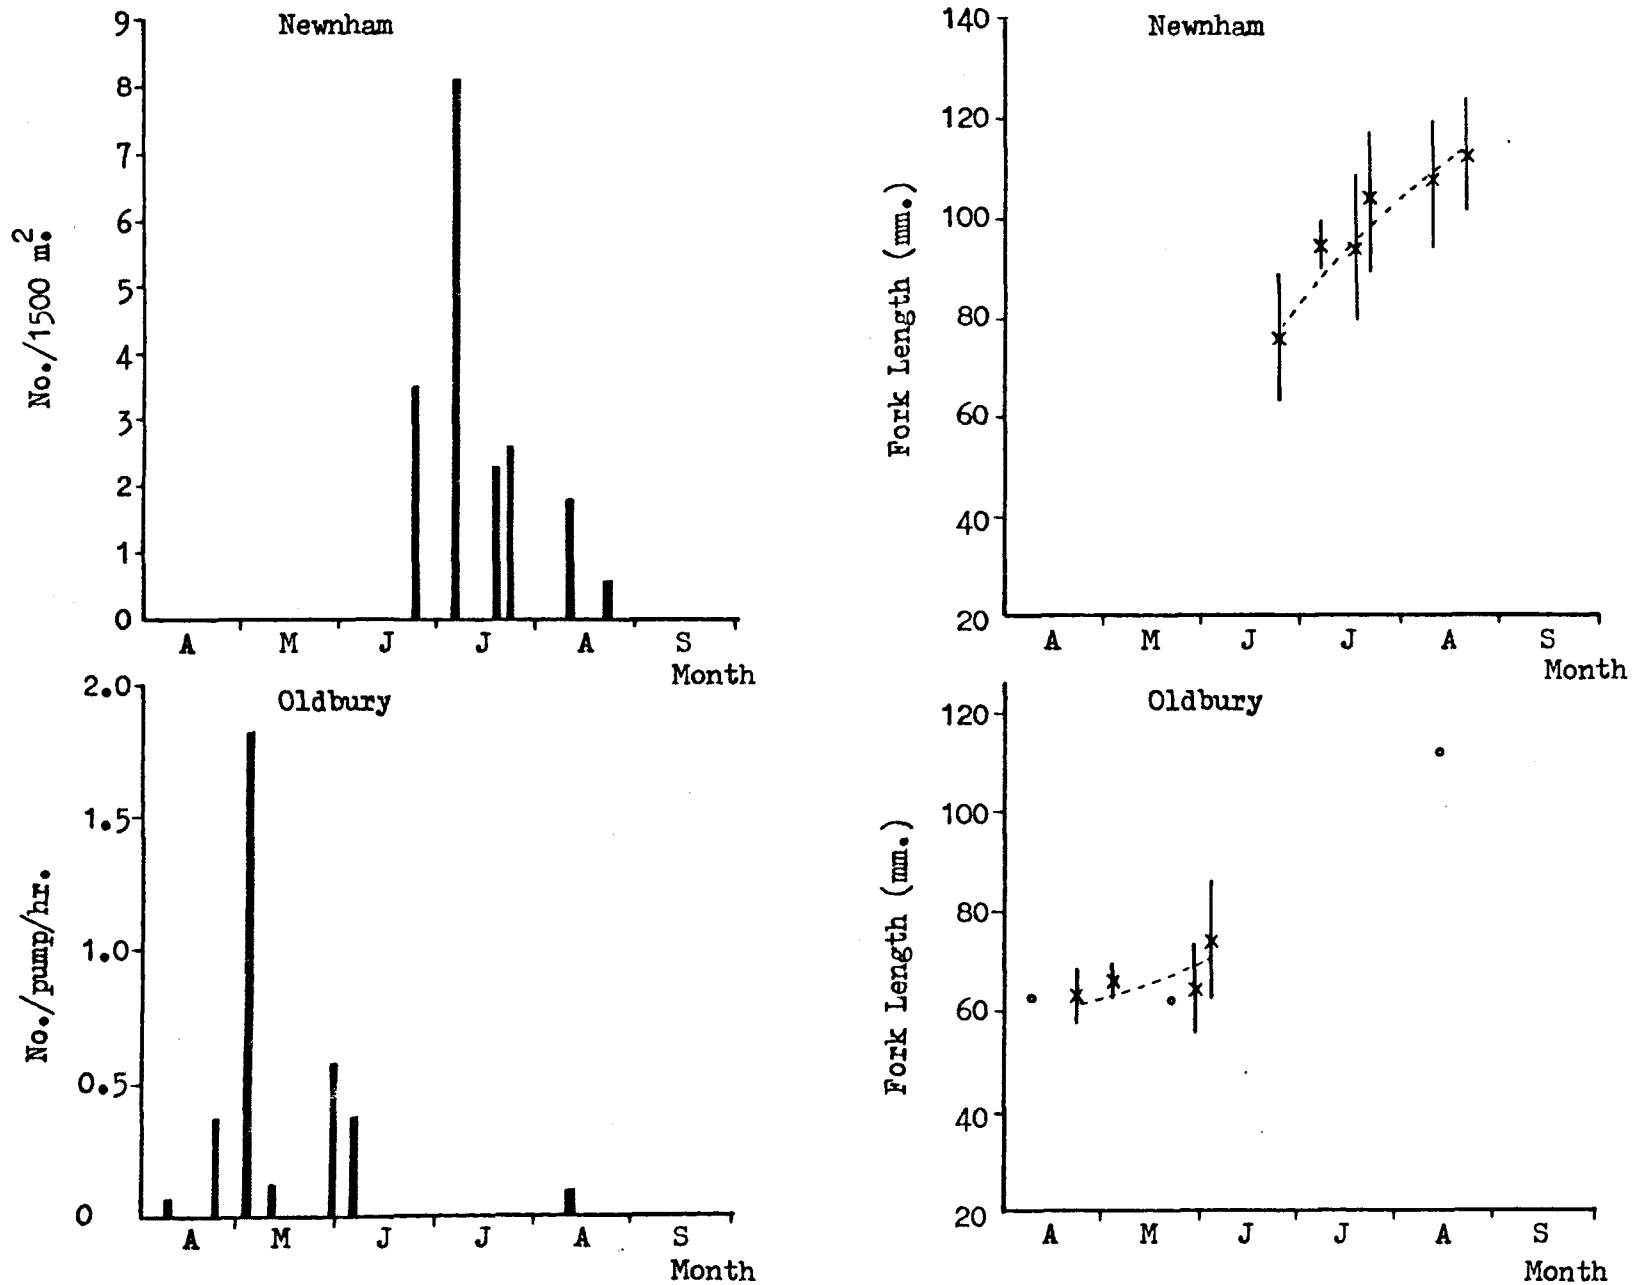 Newnham
No./1500 m.²
9
8
7
6
5
4
3
2
1
0
A M J J A S
Month
Newnham
Fork Length (mm.)
140
120
100
80
60
40
20
A M J J A S
Month
Oldbury
No./pump/hr.
2.0
1.5
1.0
0.5
0
A M J J A S
Month
Oldbury
Fork Length (mm.)
120
100
80
60
40
20
A M J J A S
Month